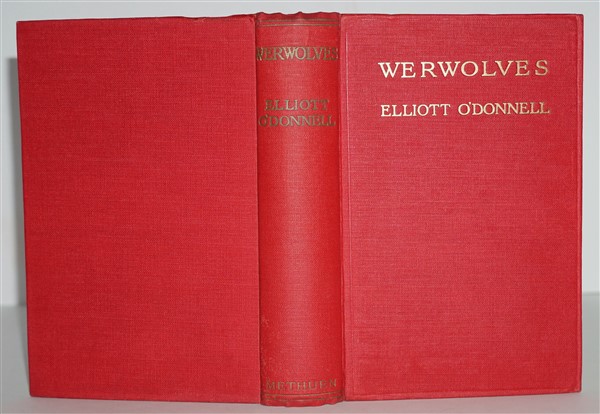 WERWOLVES
ELLIOTT
O'DONNELL
METHUEN
WERWOLVES
ELLIOTT O'DONNELL